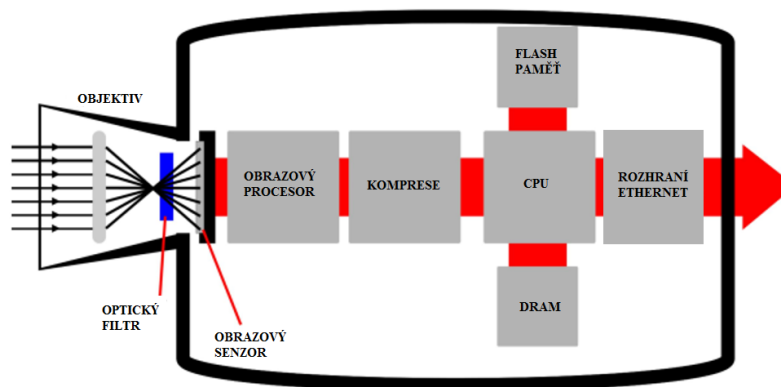 OBJEKTIV
OPTICKÝ
FILTR
OBRAZOVÝ
SENZOR
OBRAZOVÝ
PROCESOR
KOMPRESE
FLASH
PAMĚŤ
CPU
DRAM
ROZHRANÍ
ETHERNET